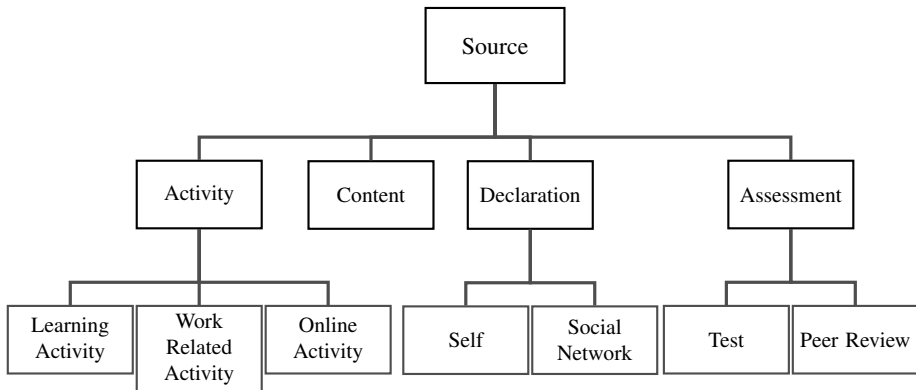 Source
Activity
Content
Declaration
Assessment
Learning
Activity
Work
Related
Activity
Online
Activity
Self
Social
Network
Test
Peer Review